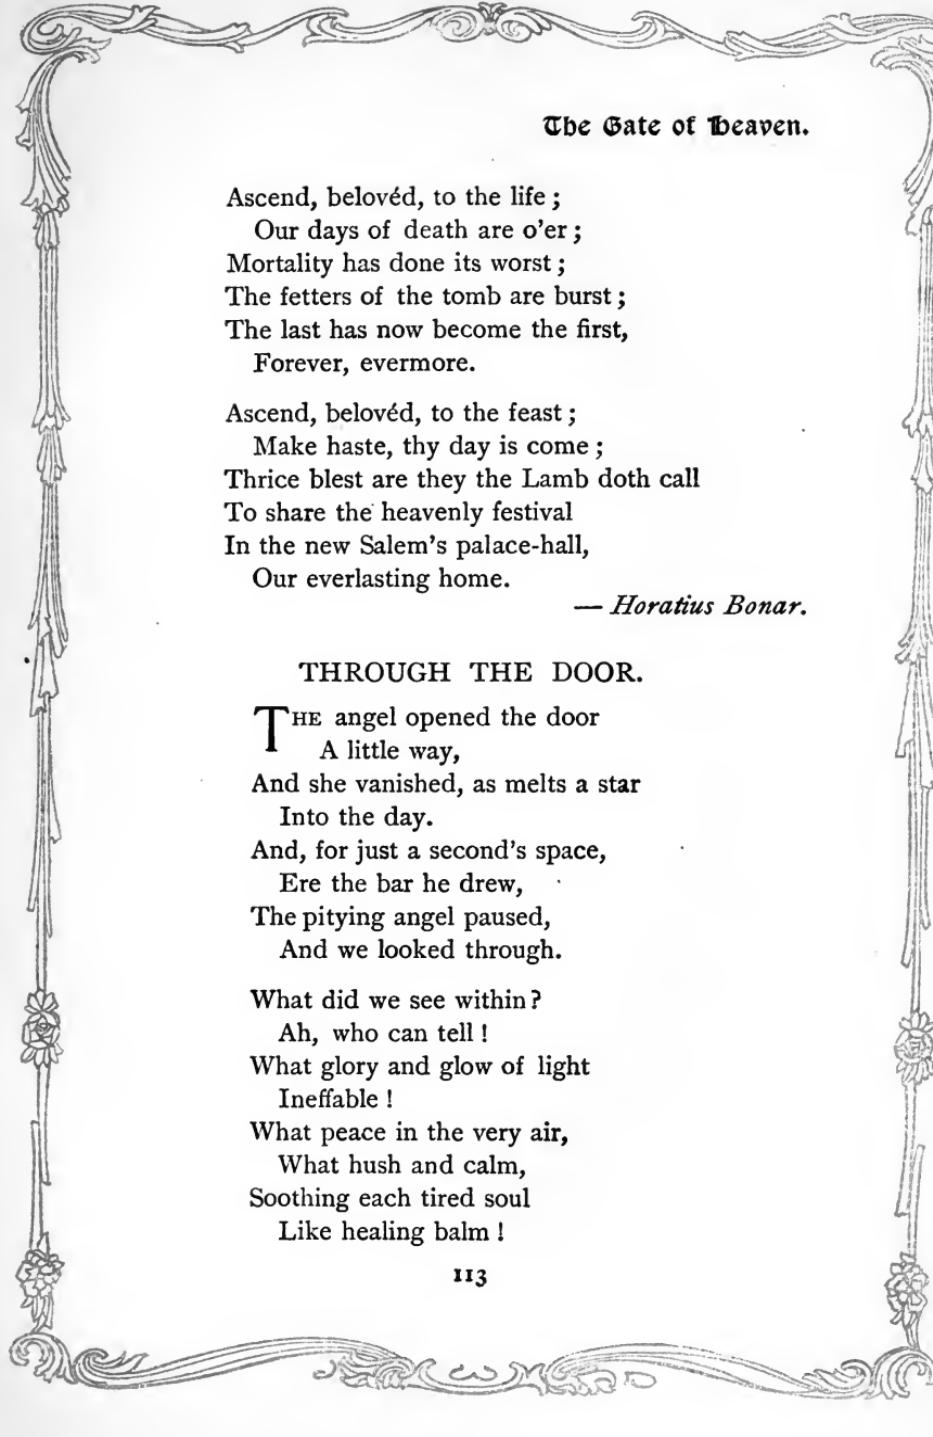 The Gate of Heaven.
Ascend, belovéd, to the life;
Our days of death are o'er;
Mortality has done its worst;
The fetters of the tomb are burst;
The last has now become the first,
Forever, evermore.
Ascend, belovéd, to the feast;
Make haste, thy day is come;
Thrice blest are they the Lamb doth call
To share the heavenly festival
In the new Salem's palace-hall,
Our everlasting home.
— Horatius Bonar.
THROUGH THE DOOR.
THE angel opened the door
A little way,
And she vanished, as melts a star
Into the day.
And, for just a second's space,
Ere the bar he drew,
The pitying angel paused,
And we looked through.
What did we see within?
Ah, who can tell!
What glory and glow of light
Ineffable!
What peace in the very air,
What hush and calm,
Soothing each tired soul
Like healing balm!
113